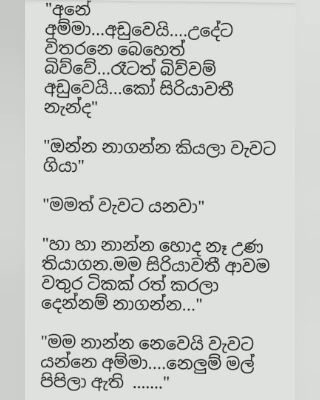 "අනේ
අම්මා...අඩුවෙයි....උදේට
විතරනෙ බෙහෙත්
බිව්වේ...රෑටත් බිව්වම්
අඩුවෙයි...කෝ සිරියාවතී
නැන්ද"
"ඔන්න නාගන්න කියලා වැවට
ගියා"
"මමත් වැවට යනවා"
"හා හා නාන්න හොද නෑ උණ
තියාගන.මම සිරියාවතී ආවම
වතුර ටිකක් රත් කරලා
දෙන්නම් නාගන්න..."
"මම නාන්න නෙවෙයි වැවට
යන්නෙ අම්මා....නෙලුම් මල්
පිපිලා ඇති ......."